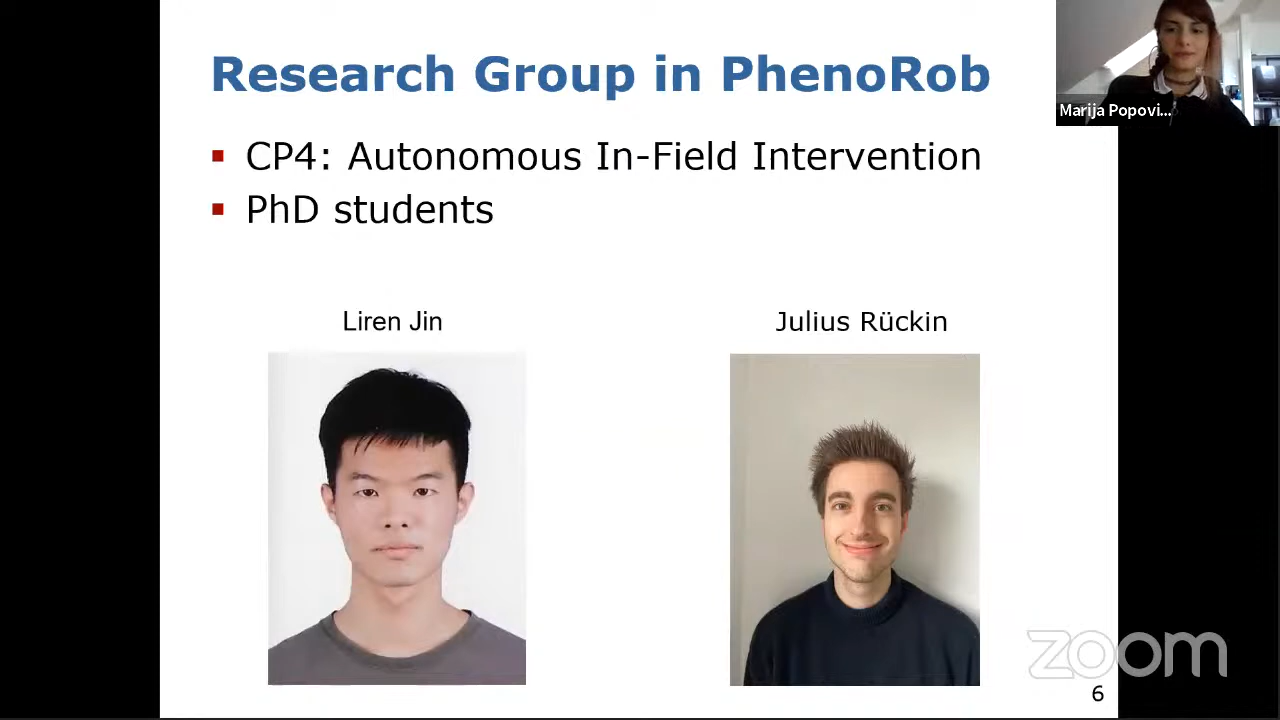 Research Group in PhenoRob
CP4: Autonomous In-Field Intervention
PhD students
Liren Jin
Julius Rückin
Marija Popovi...
zoom
6